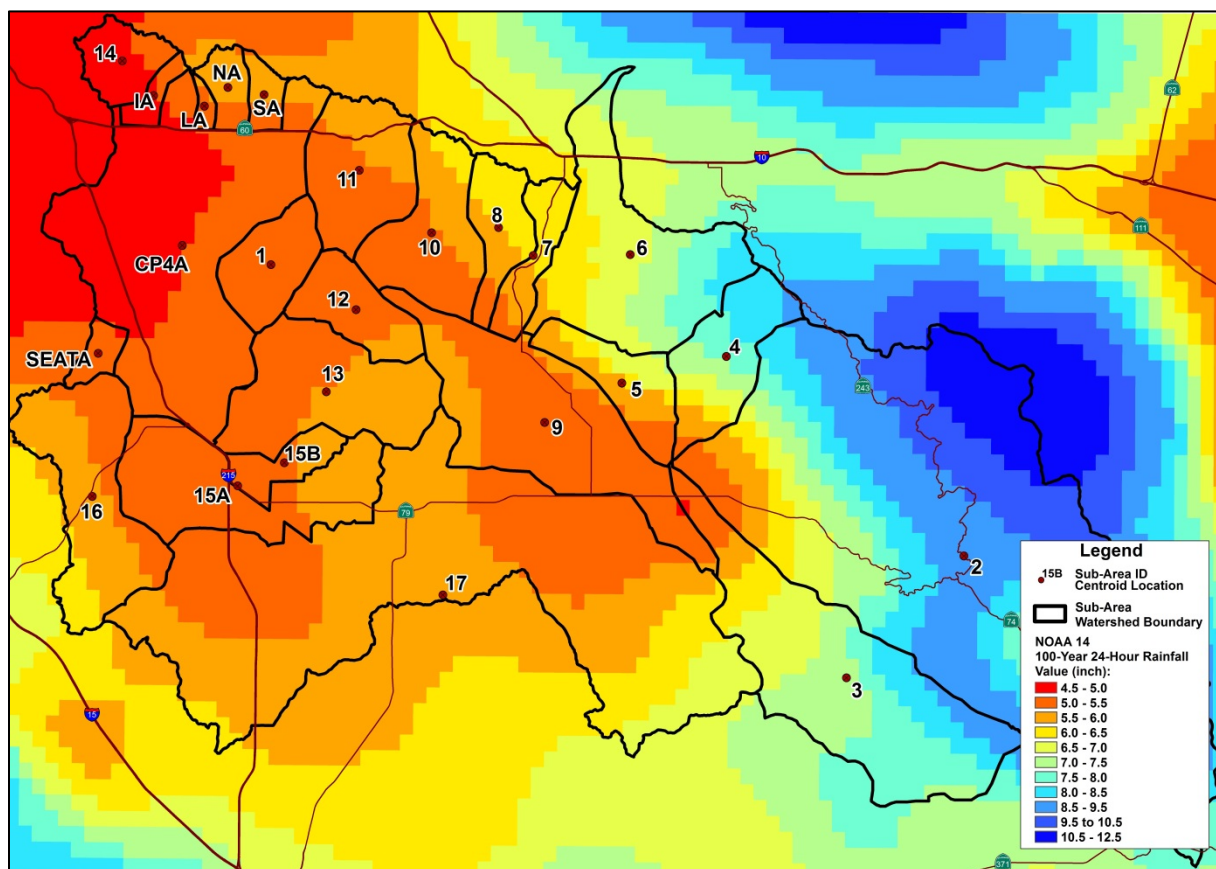 14
NA
IA
LA
SA
60
62
10
11
111
8
10
7
6
CP4A
1
12
SEATA
4
13
5
243
9
15B
215
15A
16
79
2
17
74
3
15
371
Legend
15B
Sub-Area ID
Centroid Location
Sub-Area
Watershed Boundary
NOAA 14
100-Year 24-Hour Rainfall
Value (inch):
4.5 - 5.0
5.0 - 5.5
5.5 - 6.0
6.0 - 6.5
6.5 - 7.0
7.0 - 7.5
7.5 - 8.0
8.0 - 8.5
8.5 - 9.5
9.5 to 10.5
10.5 - 12.5